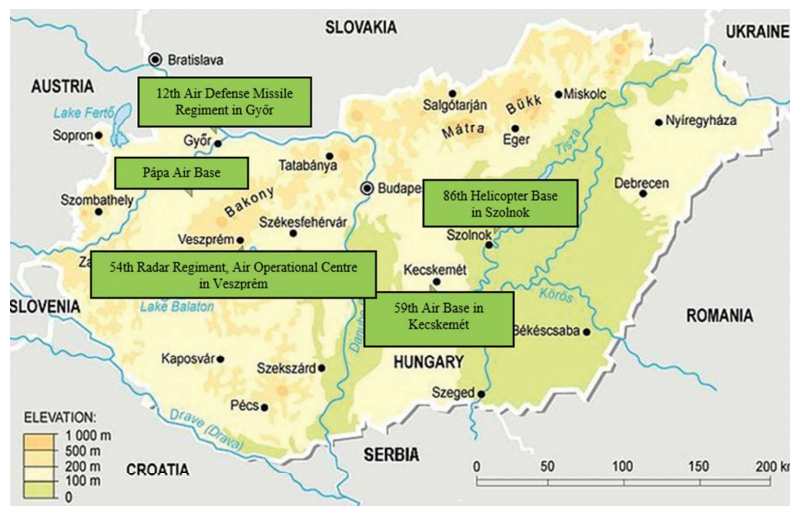 SLOVAKIA
UKRAINE
Bratislava
AUSTRIA
12th Air Defense Missile
Regiment in Győr
Lake Fertő
Sopron
Győr
Salgótarján
Bükk
Miskolc
Mátra
Eger
Tisza
Nyíregyháza
Tatabánya
Pápa Air Base
Budapes
Debrecen
Szombathely
Bakony
86th Helicopter Base
in Szolnok
Székesfehérvár
Veszprém
Szolnok
54th Radar Regiment, Air Operational Centre
in Veszprém
Za
Kecskemét
SLOVENIA
Lake Balaton
Danube
59th Air Base in
Kecskemét
Körös
ROMANIA
Békéscsaba
Kaposvár
Szekszárd
HUNGARY
Pécs
Szeged
Drave (Drava)
ELEVATION:
1 000 m
500 m
200 m
100 m
0
CROATIA
SERBIA
0 50 100 150 200 km